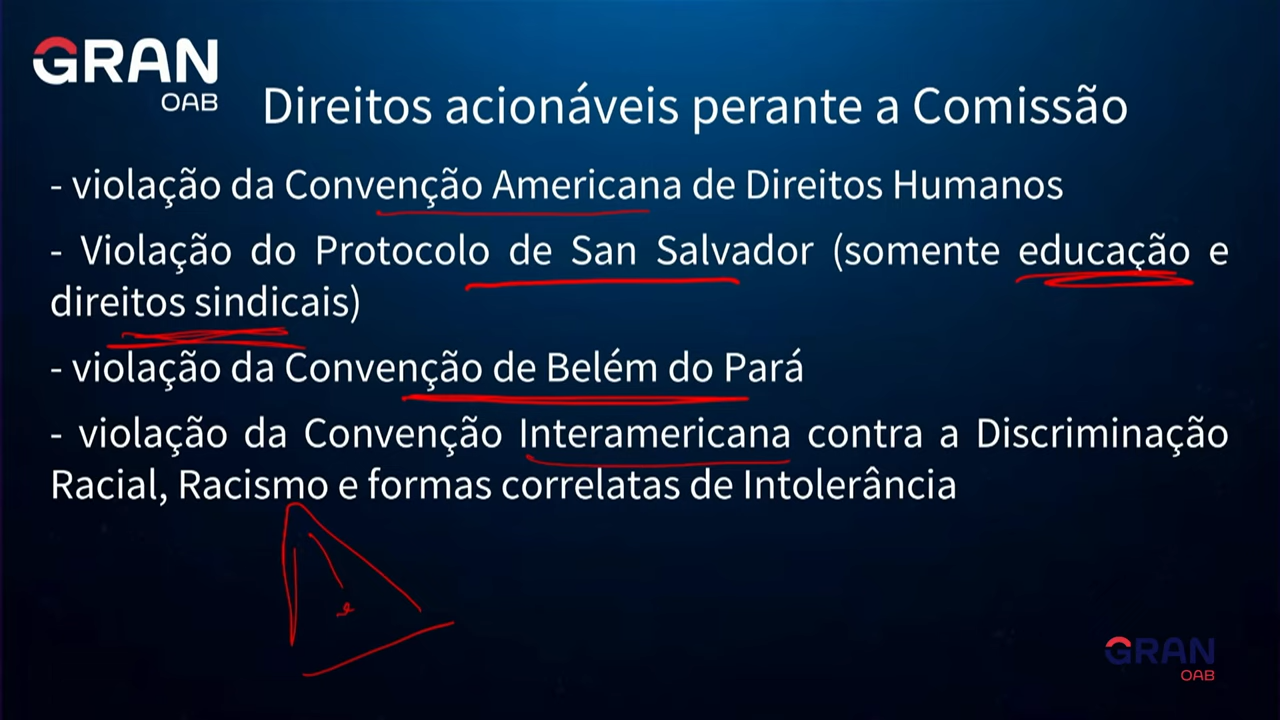 GRAN
OAB
Direitos acionáveis perante a Comissão
- violação da Convenção Americana de Direitos Humanos
- Violação do Protocolo de San Salvador (somente educação e
direitos sindicais)
- violação da Convenção de Belém do Pará
- violação da Convenção Interamericana contra a Discriminação
Racial, Racismo e formas correlatas de Intolerância
GRAN
OAB